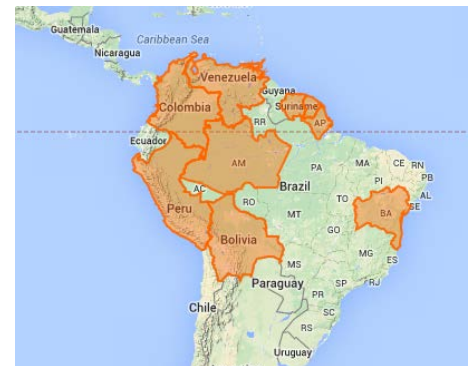 Guatemala
Caribbean Sea
Nicaragua
Venezuela
Guyana
Suriname
Colombia
RR
AP
Ecuador
AM
PA
MA
CE
RN
PB
PI
AC
Brazil
TO
AL
SE
RO
Peru
MT
BA
GO
Bolivia
MG
ES
MS
SP
RJ
Paraguay
PR
Chile
SC
RS
Uruguay